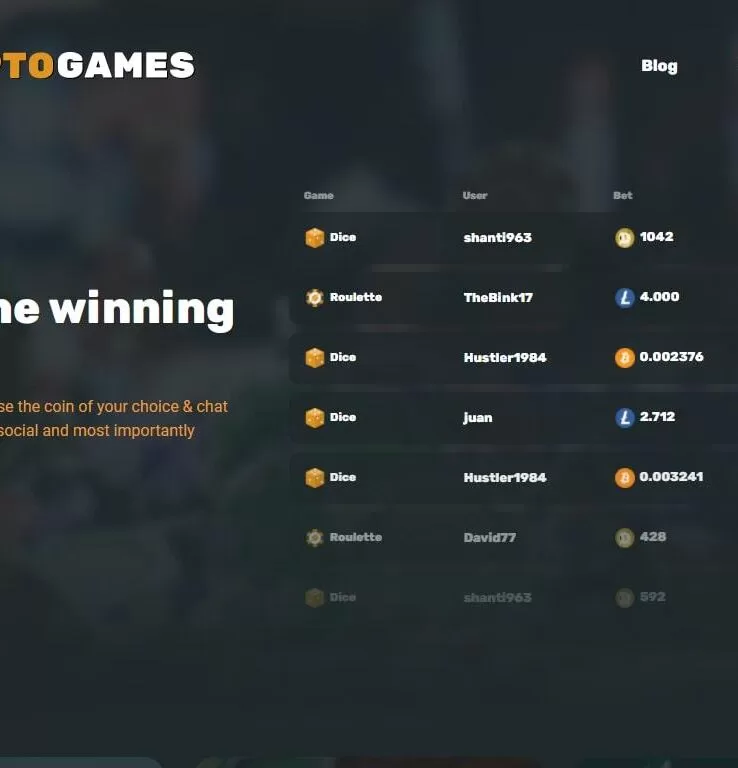 PTOGAMES
Blog
Game User Bet
Dice shanti963 1042
Roulette TheBink17 4.000
ne winning
Dice Hustler1984 0.002376
se the coin of your choice & chat
Dice juan 2.712
social and most importantly
Dice Hustler1984 0.003241
Roulette David77 428
Dice shanti963 592